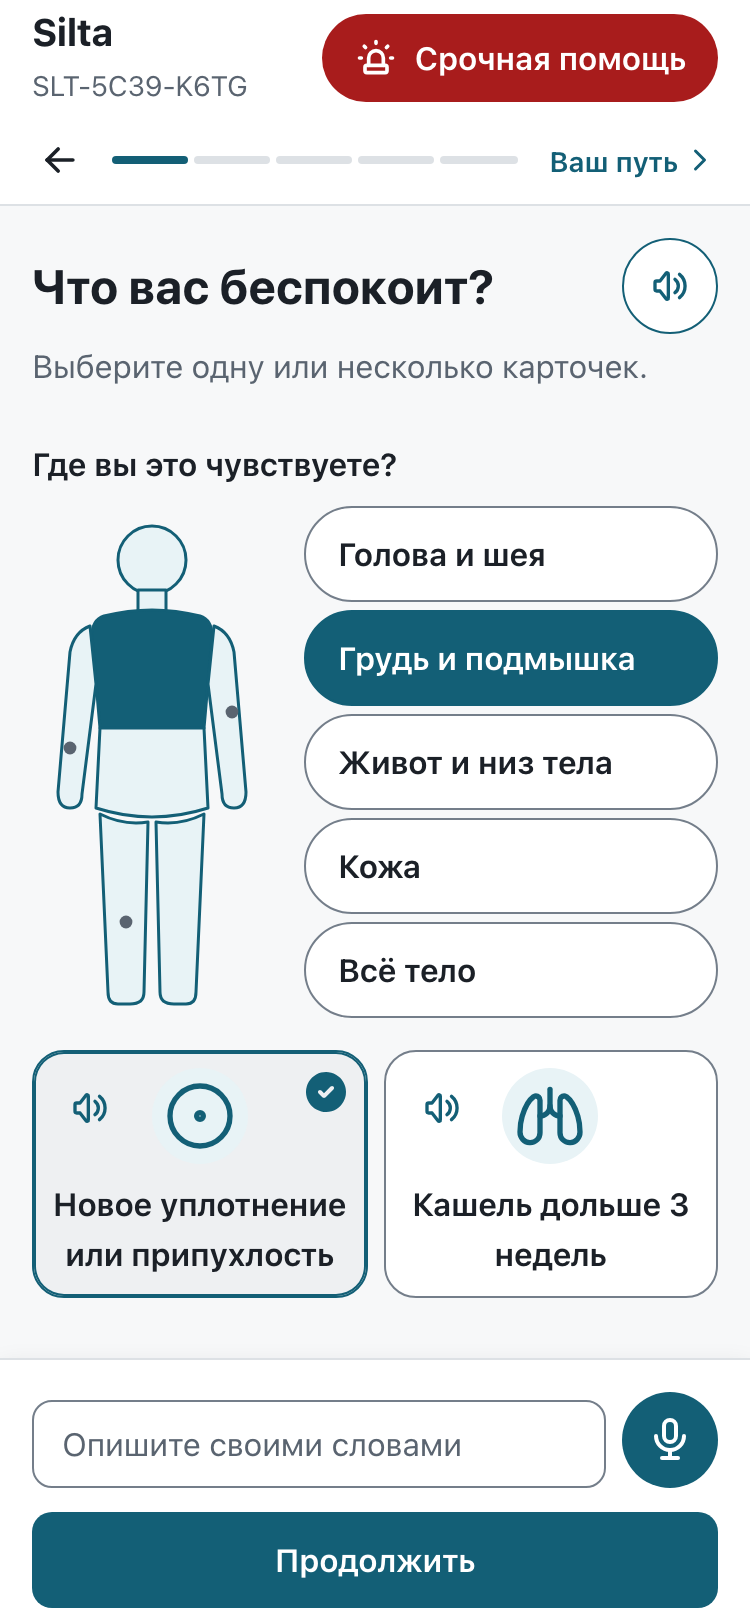 Silta
SLT-5C39-K6TG
Срочная помощь
Ваш путь
Что вас беспокоит?
Выберите одну или несколько карточек.
Где вы это чувствуете?
Голова и шея
Грудь и подмышка
Живот и низ тела
Кожа
Всё тело
Новое уплотнение
или припухлость
Кашель дольше 3
недель
Опишите своими словами
Продолжить